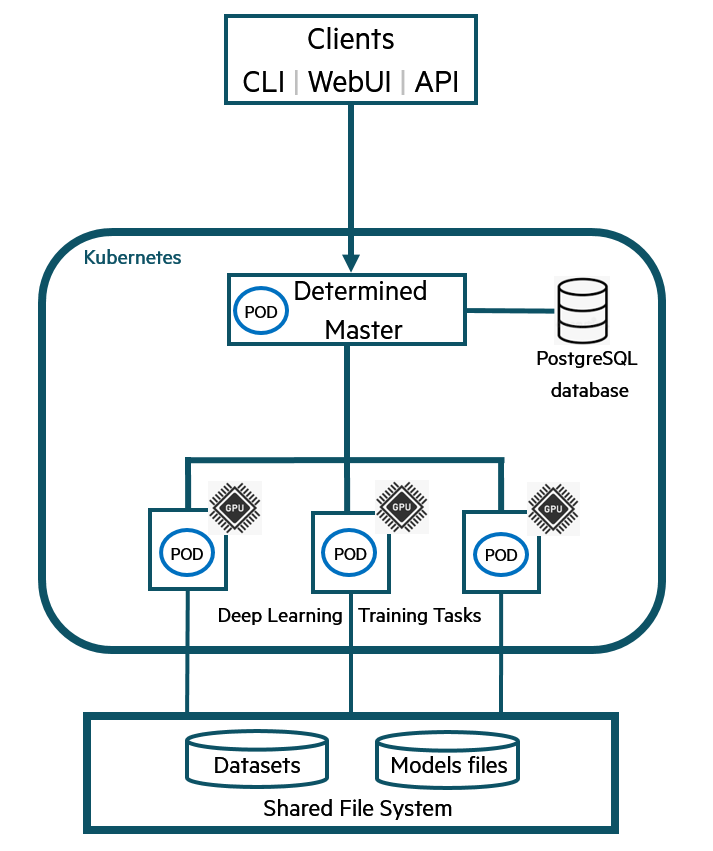 Clients
CLI | WebUI | API
Kubernetes
POD
Determined
Master
PostgreSQL
database
GPU
GPU
GPU
POD
POD
POD
Deep Learning Training Tasks
Datasets
Models files
Shared File System